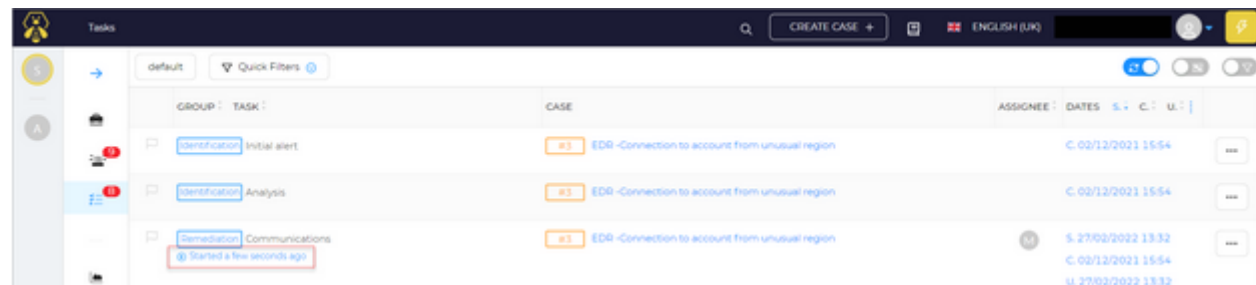 Tasks
CREATE CASE +
ENGLISH (UK)
S
default
Quick Filters
GROUP TASK
CASE
ASSIGNEE
DATES S. C. U.
A
Identification Initial alert
#3 EDR -Connection to account from unusual region
C. 02/12/2021 15:54
9
Identification Analysis
#3 EDR -Connection to account from unusual region
C. 02/12/2021 15:54
Remediation Communications
#3 EDR -Connection to account from unusual region
M
S. 27/02/2022 13:32
Started a few seconds ago
C. 02/12/2021 15:54
U. 27/02/2022 13:32